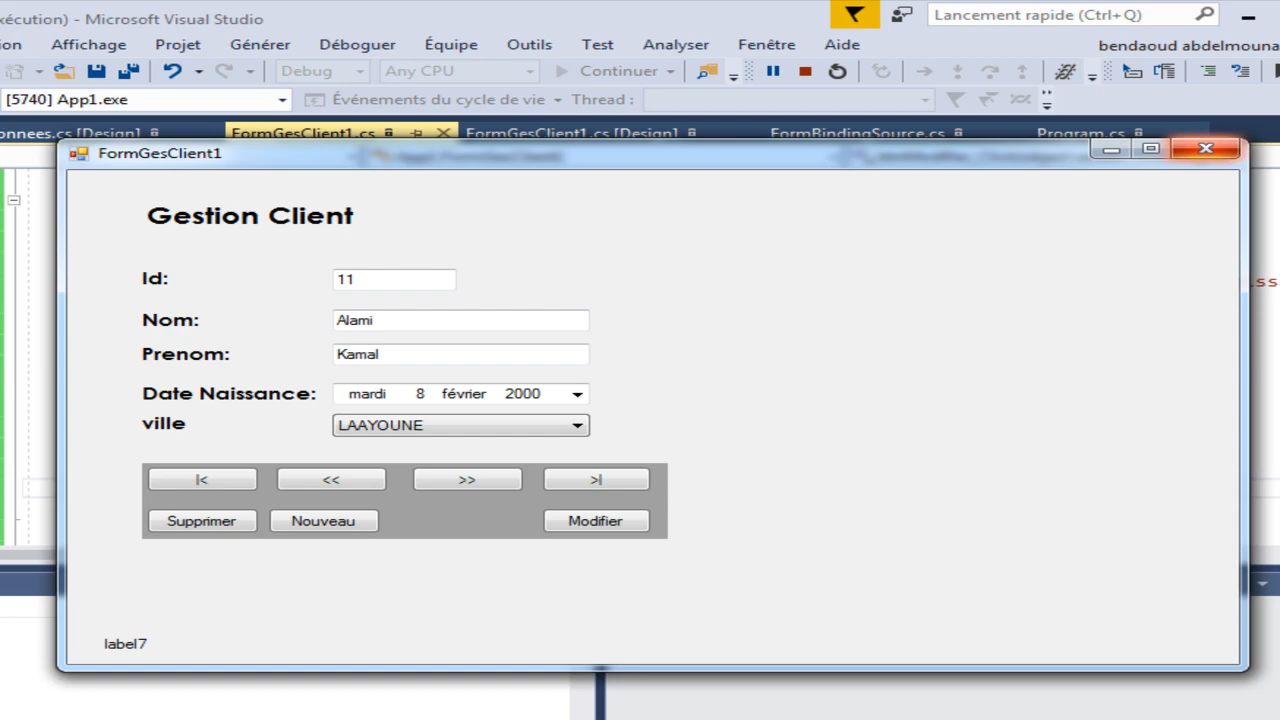 xécution) - Microsoft Visual Studio
Lancement rapide (Ctrl+Q)
ion Affichage Projet Générer Déboguer Équipe Outils Test Analyser Fenêtre Aide
bendaoud abdelmouna
Debug Any CPU Continuer
[5740] App1.exe Événements du cycle de vie Thread :
onnees.cs [Design] FormGesClient1.cs FormGesClient1.cs [Design] FormBindingSource.cs Program.cs
FormGesClient1
Gestion Client
Id: 11
Nom: Alami
Prenom: Kamal
Date Naissance: mardi 8 février 2000
ville LAAYOUNE
|< << >> >|
Supprimer Nouveau Modifier
label7